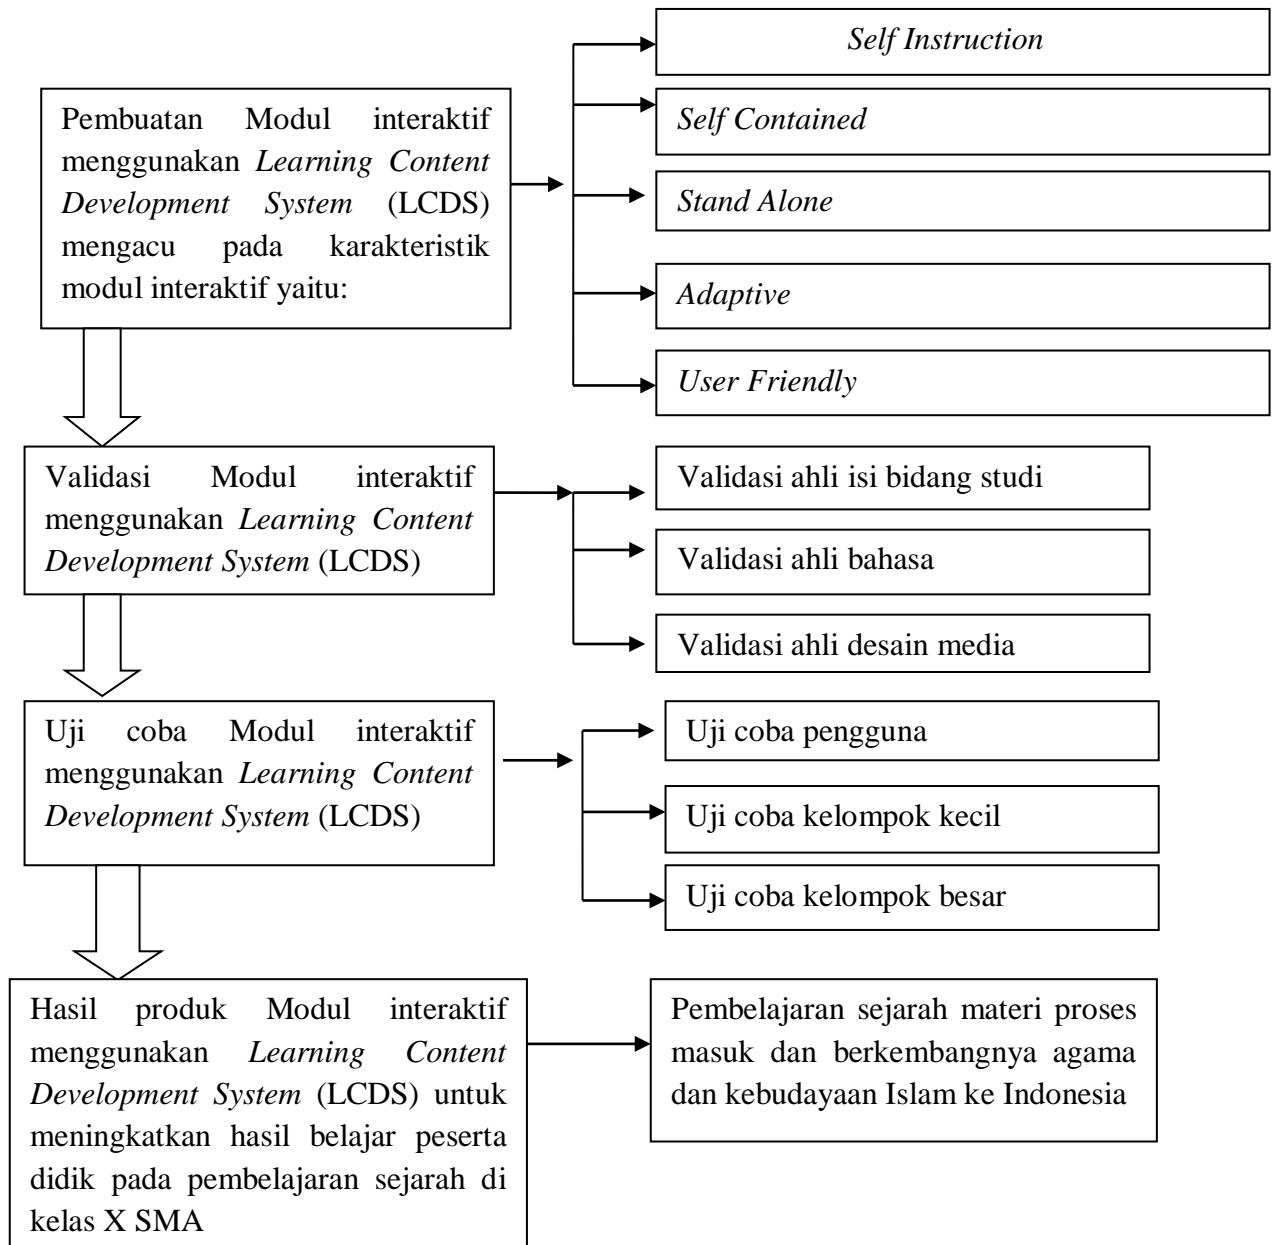 Pembuatan Modul interaktif
menggunakan Learning Content
Development System (LCDS)
mengacu pada karakteristik
modul interaktif yaitu:
Self Instruction
Self Contained
Stand Alone
Adaptive
User Friendly
Validasi Modul interaktif
menggunakan Learning Content
Development System (LCDS)
Validasi ahli isi bidang studi
Validasi ahli bahasa
Validasi ahli desain media
Uji coba Modul interaktif
menggunakan Learning Content
Development System (LCDS)
Uji coba pengguna
Uji coba kelompok kecil
Uji coba kelompok besar
Hasil produk Modul interaktif
menggunakan Learning Content
Development System (LCDS) untuk
meningkatkan hasil belajar peserta
didik pada pembelajaran sejarah di
kelas X SMA
Pembelajaran sejarah materi proses
masuk dan berkembangnya agama
dan kebudayaan Islam ke Indonesia